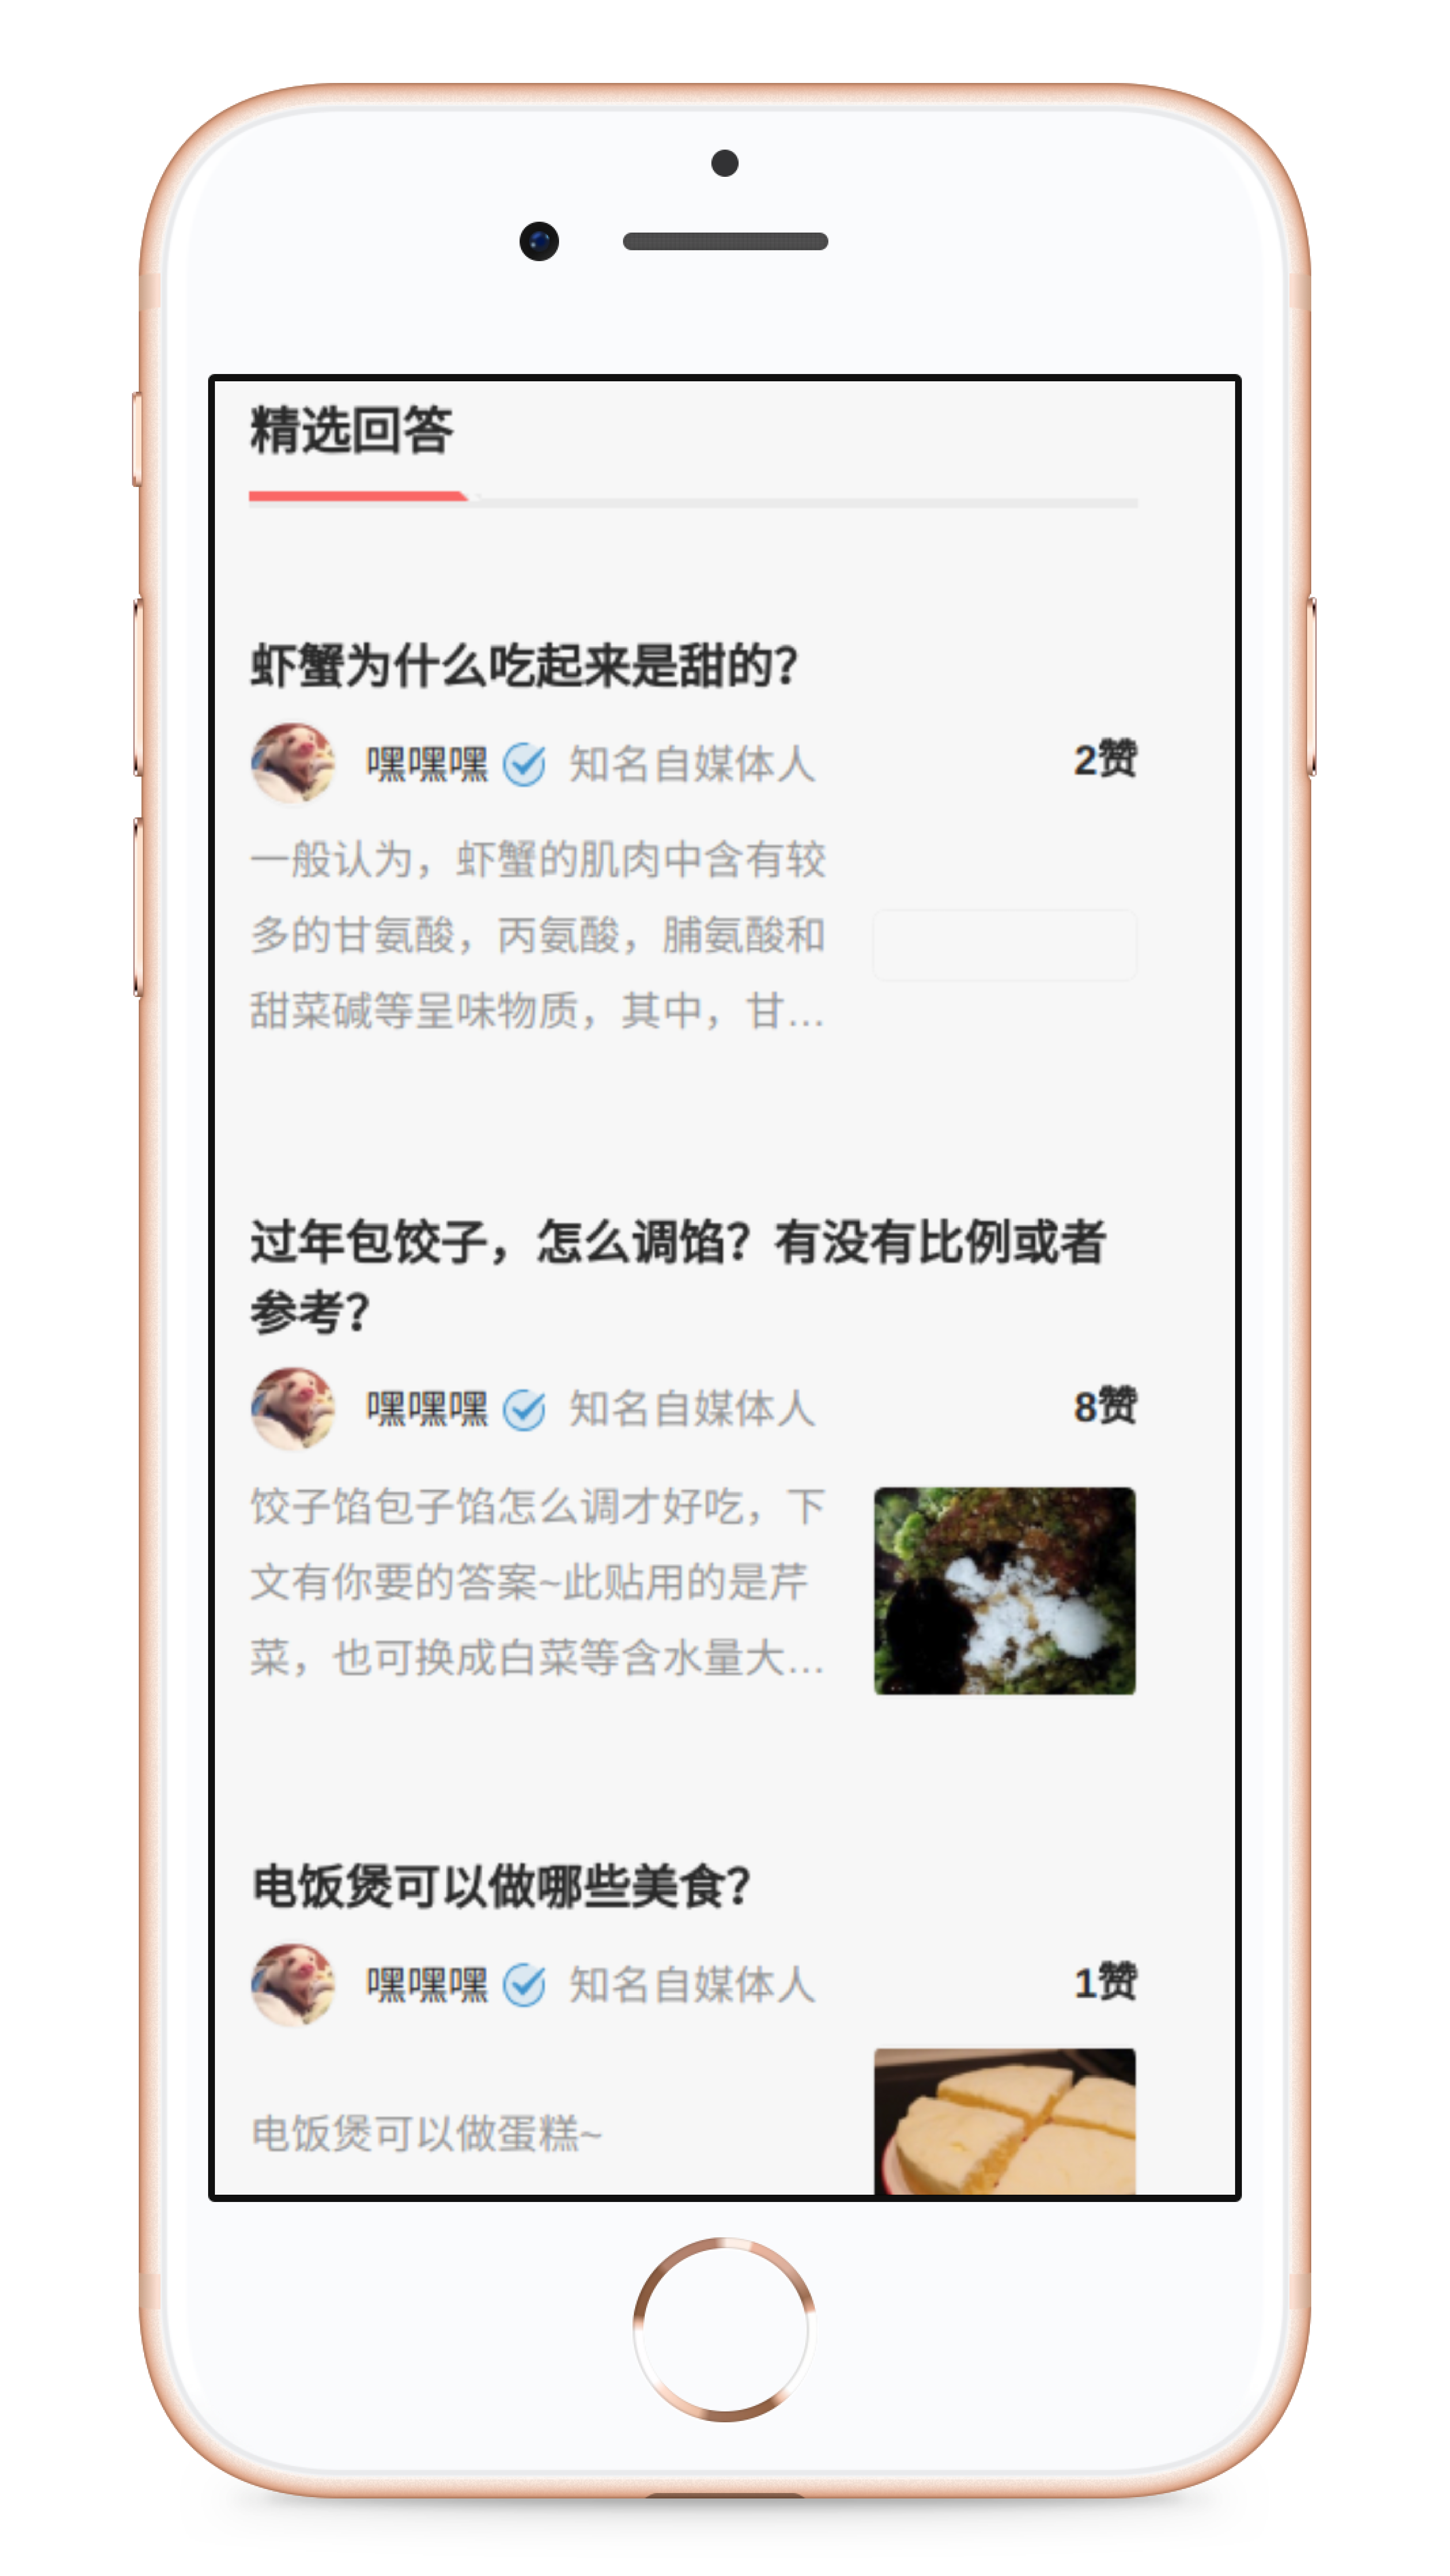 精选回答
虾蟹为什么吃起来是甜的?
嘿嘿嘿 知名自媒体人 2赞
一般认为，虾蟹的肌肉中含有较
多的甘氨酸，丙氨酸，脯氨酸和
甜菜碱等呈味物质，其中，甘...
过年包饺子，怎么调馅？有没有比例或者
参考?
嘿嘿嘿 知名自媒体人 8赞
饺子馅包子馅怎么调才好吃，下
文有你要的答案~此贴用的是芹
菜，也可换成白菜等含水量大...
电饭煲可以做哪些美食?
嘿嘿嘿 知名自媒体人 1赞
电饭煲可以做蛋糕~